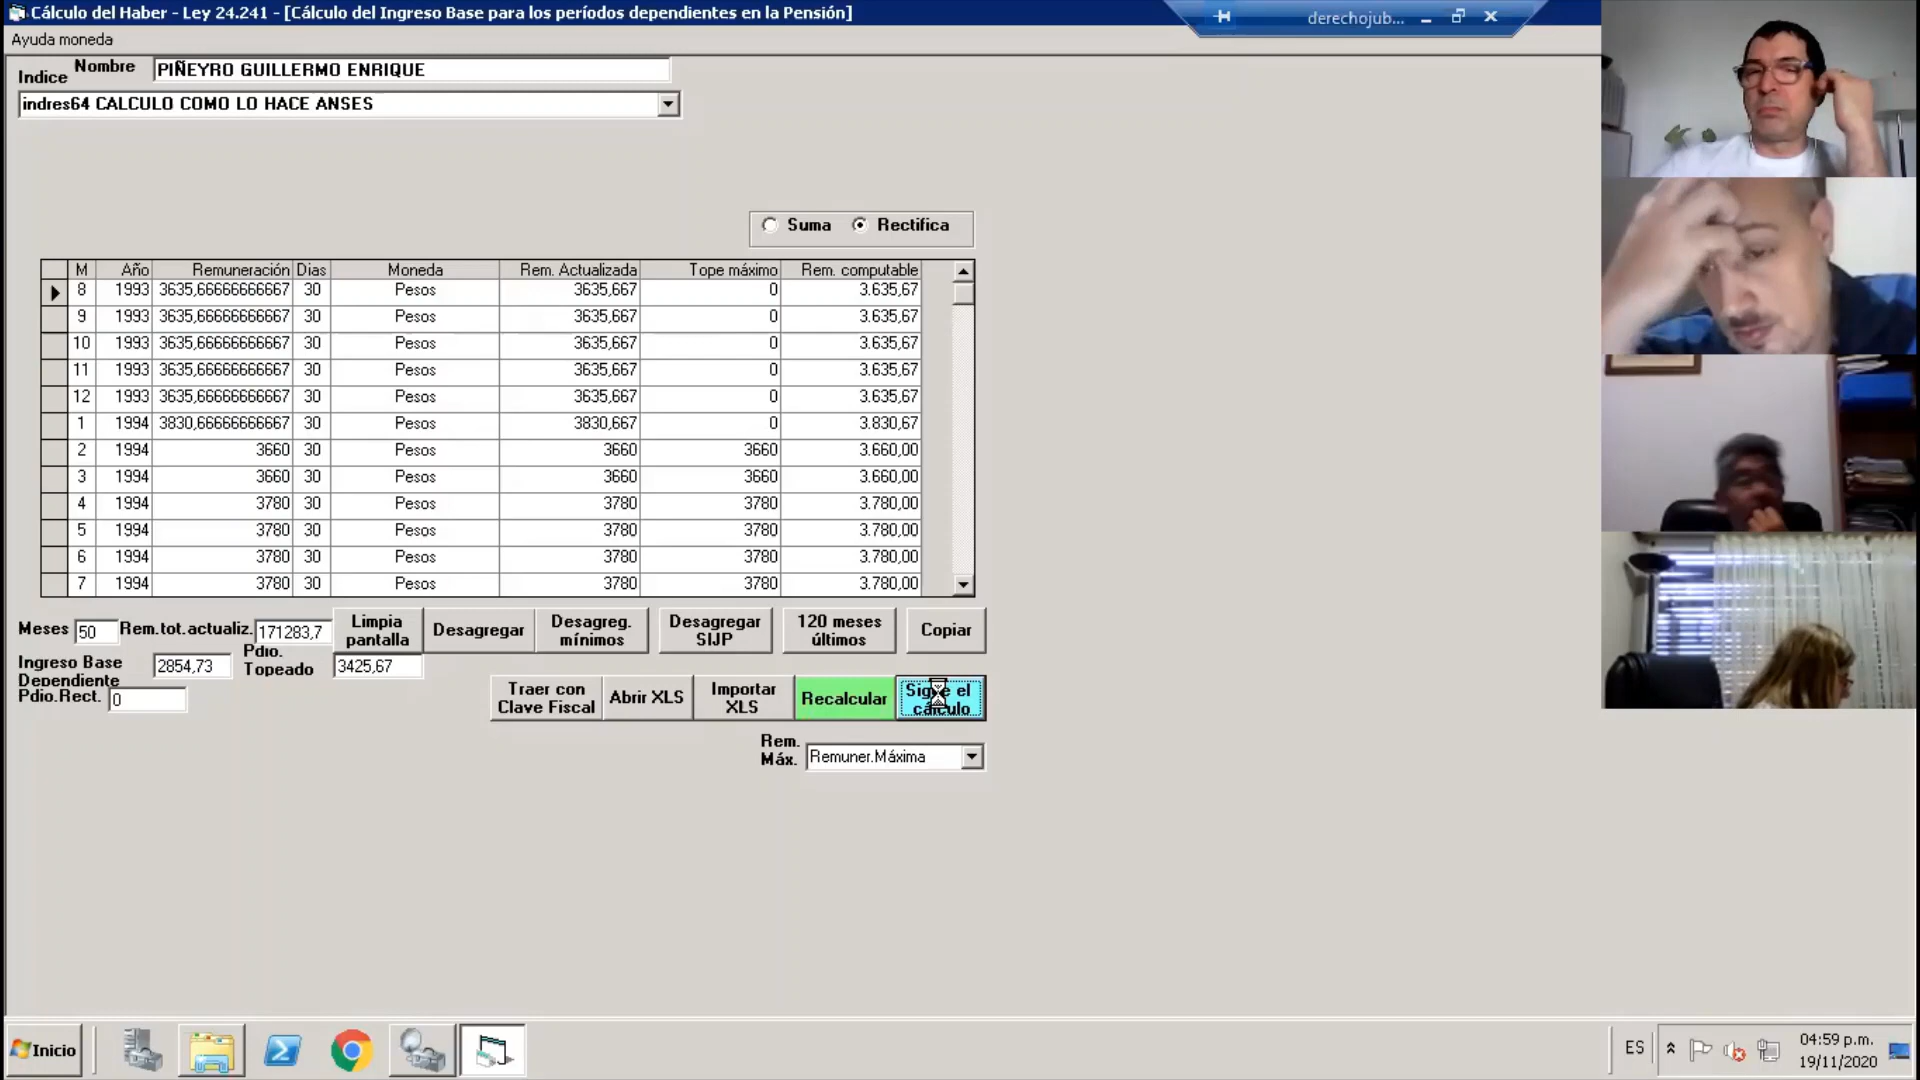 Cálculo del Haber - Ley 24.241 - [Cálculo del Ingreso Base para los períodos dependientes en la Pensión]
derechojub...
Ayuda moneda
Nombre PIÑEYRO GUILLERMO ENRIQUE
Indice
indres64 CALCULO COMO LO HACE ANSES
Suma Rectifica
M Año Remuneración Dias Moneda Rem. Actualizada Tope máximo Rem. computable
8 1993 3635,66666666667 30 Pesos 3635,667 0 3.635,67
9 1993 3635,66666666667 30 Pesos 3635,667 0 3.635,67
10 1993 3635,66666666667 30 Pesos 3635,667 0 3.635,67
11 1993 3635,66666666667 30 Pesos 3635,667 0 3.635,67
12 1993 3635,66666666667 30 Pesos 3635,667 0 3.635,67
1 1994 3830,66666666667 30 Pesos 3830,667 0 3.830,67
2 1994 3660 30 Pesos 3660 3660 3.660,00
3 1994 3660 30 Pesos 3660 3660 3.660,00
4 1994 3780 30 Pesos 3780 3780 3.780,00
5 1994 3780 30 Pesos 3780 3780 3.780,00
6 1994 3780 30 Pesos 3780 3780 3.780,00
7 1994 3780 30 Pesos 3780 3780 3.780,00
Meses 50 Rem.tot.actualiz. 171283,7
Limpia pantalla
Desagregar
Desagreg. mínimos
Desagregar SIJP
120 meses últimos
Copiar
Ingreso Base Dependiente 2854,73
Pdio. Topeado 3425,67
Pdio.Rect. 0
Traer con Clave Fiscal
Abrir XLS
Importar XLS
Recalcular
Sigue el cálculo
Rem. Máx. Remuner.Máxima
Inicio
ES
04:59 p.m.
19/11/2020